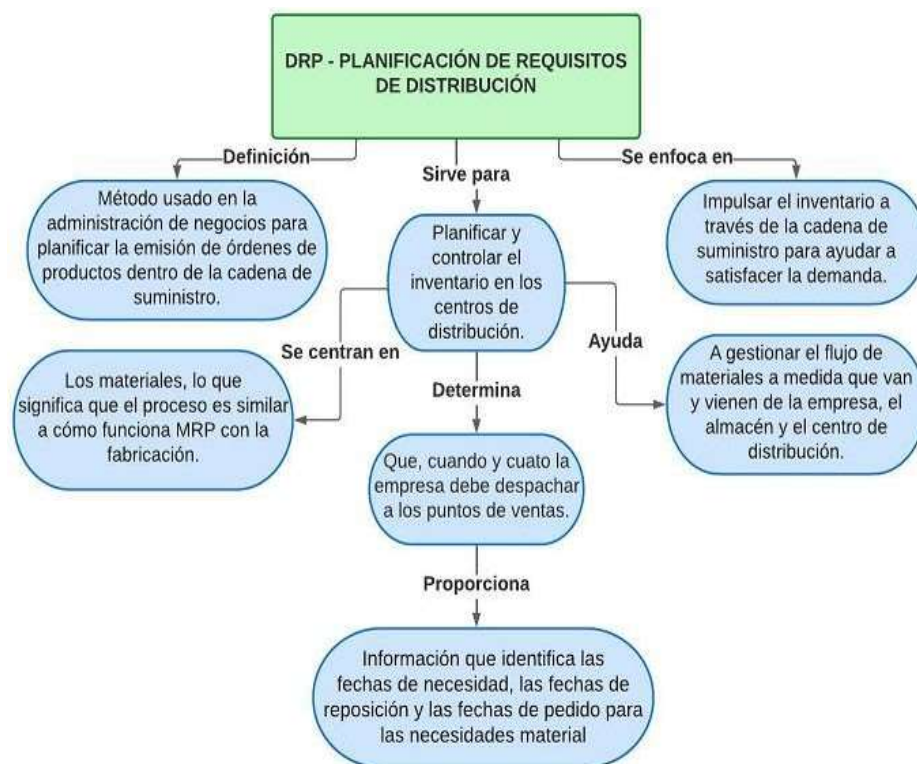 DRP - PLANIFICACIÓN DE REQUISITOS
DE DISTRIBUCIÓN
Definición
Sirve para
Se enfoca en
Método usado en la
administración de negocios para
planificar la emisión de órdenes de
productos dentro de la cadena de
suministro.
Planificar y
controlar el
inventario en los
centros de
distribución.
Impulsar el inventario a
través de la cadena de
suministro para ayudar a
satisfacer la demanda.
Se centran en
Ayuda
Determina
Los materiales, lo que
significa que el proceso es similar
a cómo funciona MRP con la
fabricación.
A gestionar el flujo de
materiales a medida que van
y vienen de la empresa, el
almacén y el centro de
distribución.
Que, cuando y cuato la
empresa debe despachar
a los puntos de ventas.
Proporciona
Información que identifica las
fechas de necesidad, las fechas de
reposición y las fechas de pedido para
las necesidades material